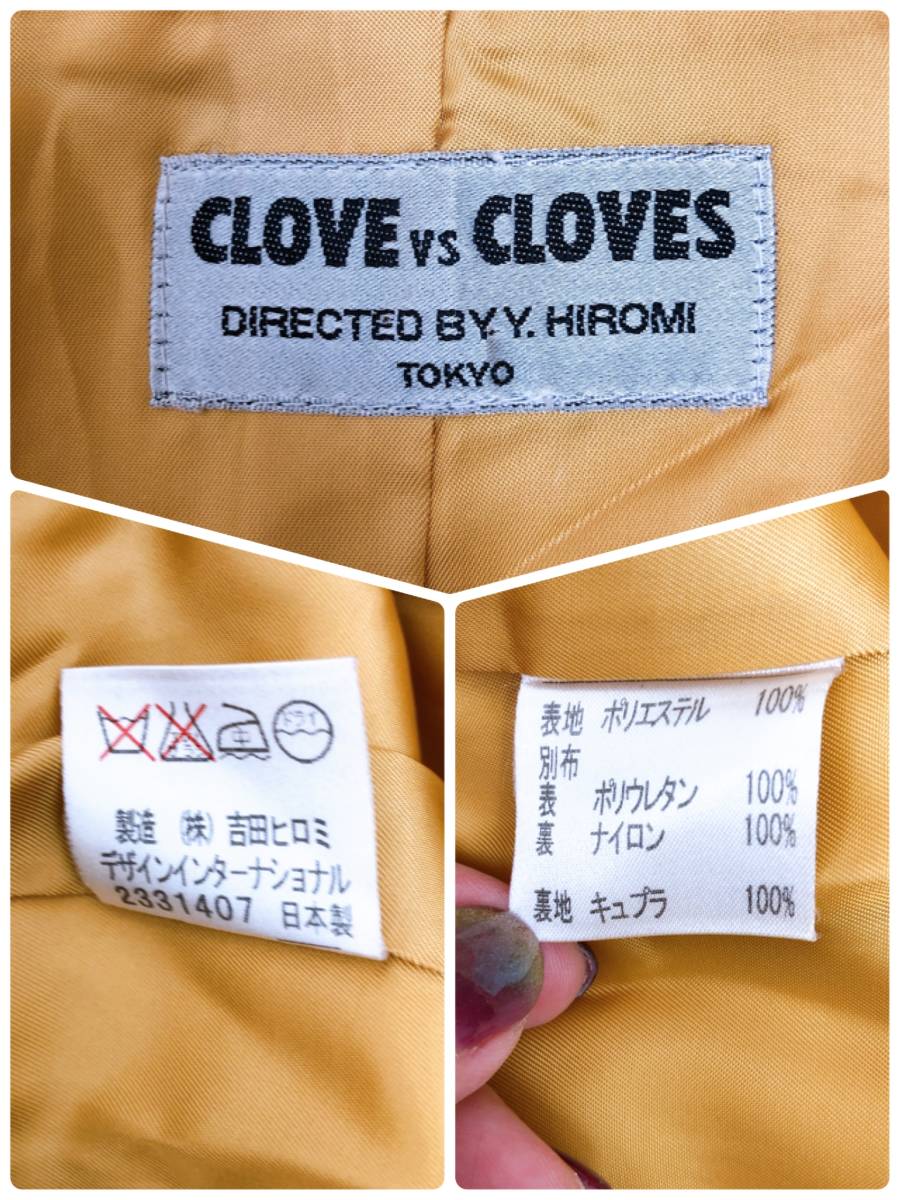 CLOVE VS CLOVES
DIRECTED BY Y.Y. HIROMI
TOKYO
中 ドライ
製造 (株) 吉田ヒロミ
デザインインターナショナル
2331407 日本製
表地 ポリエステル 100%
別布
表 ポリウレタン 100%
裏 ナイロン 100%
裏地 キュプラ 100%